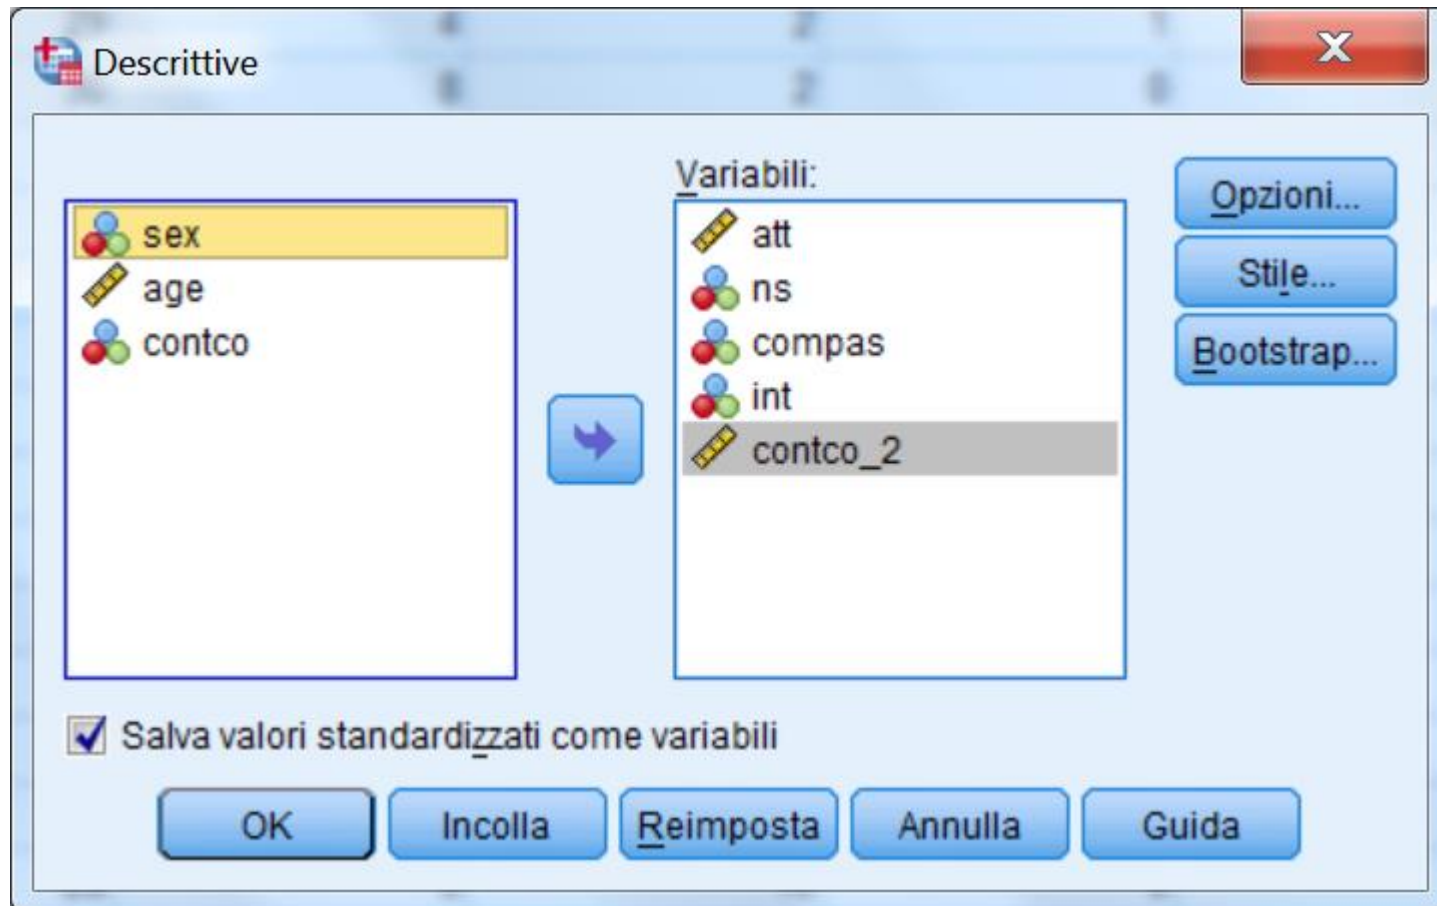 Descrittive
Variabili:
sex
age
contco
att
ns
compas
int
contco_2
Opzioni...
Stile...
Bootstrap...
Salva valori standardizzati come variabili
OK
Incolla
Reimposta
Annulla
Guida